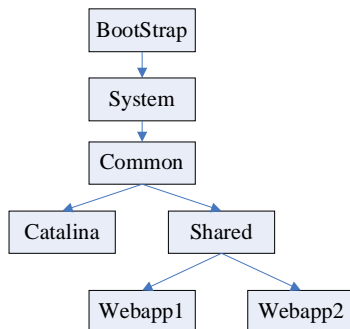 BootStrap
System
Common
Catalina
Shared
Webapp1
Webapp2